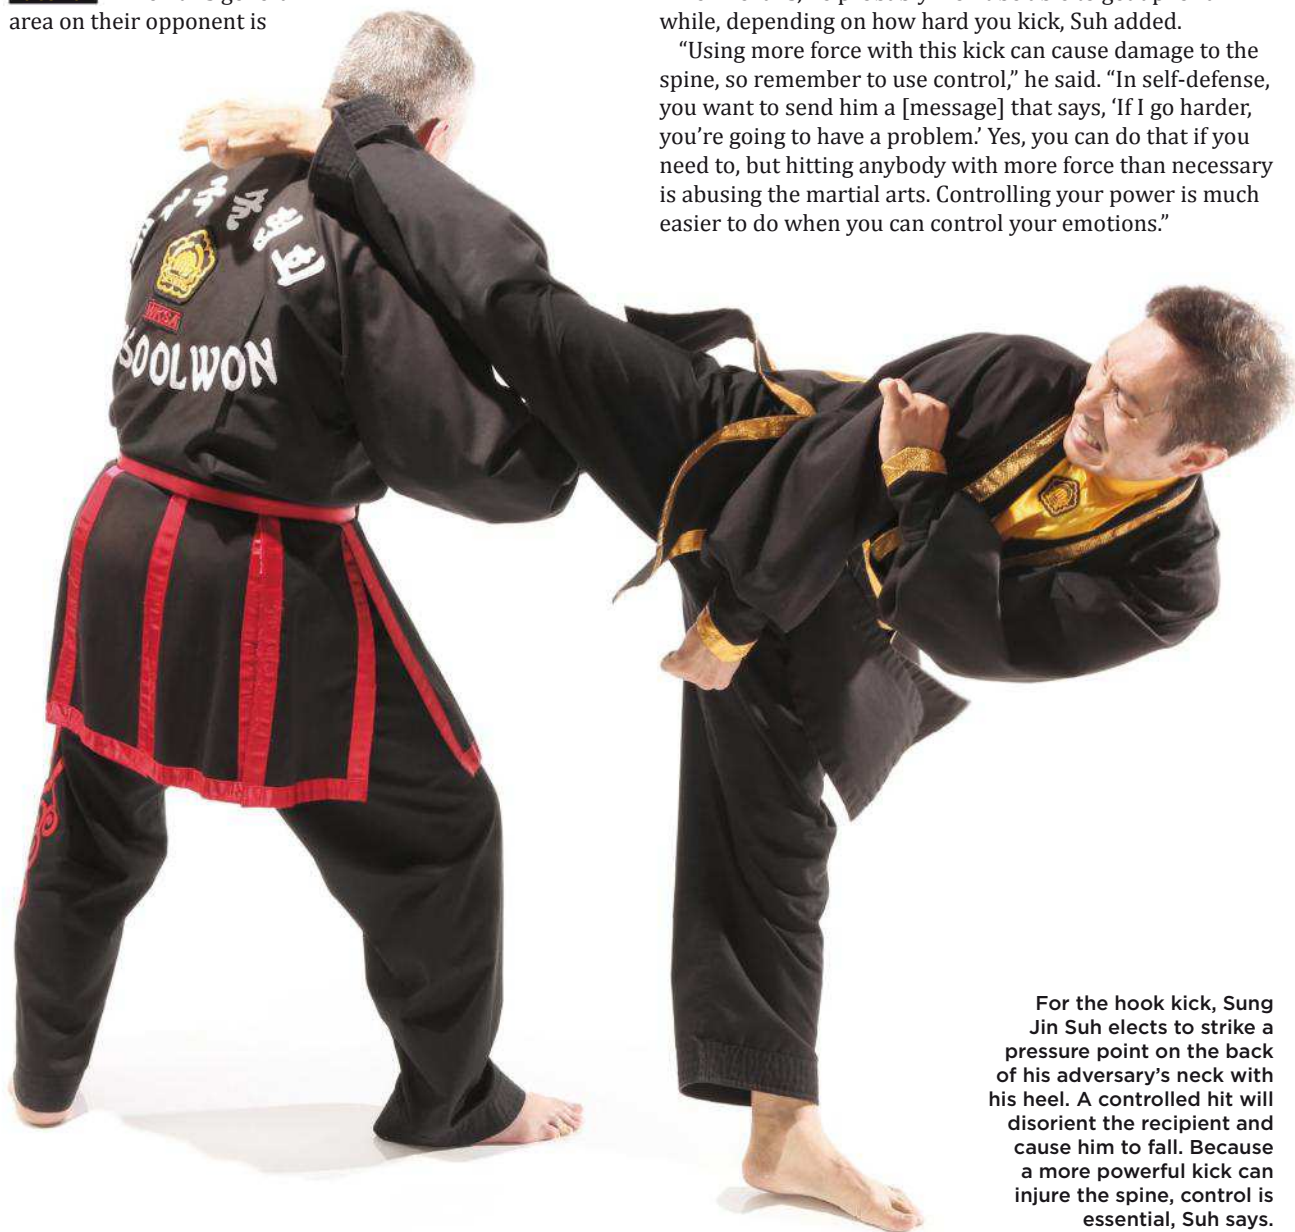 area on their opponent is
while, depending on how hard you kick, Suh added.
“Using more force with this kick can cause damage to the
spine, so remember to use control,” he said. “In self-defense,
you want to send him a [message] that says, ‘If I go harder,
you’re going to have a problem.’ Yes, you can do that if you
need to, but hitting anybody with more force than necessary
is abusing the martial arts. Controlling your power is much
easier to do when you can control your emotions.”
WKSA
SOOLWON
For the hook kick, Sung
Jin Suh elects to strike a
pressure point on the back
of his adversary’s neck with
his heel. A controlled hit will
disorient the recipient and
cause him to fall. Because
a more powerful kick can
injure the spine, control is
essential, Suh says.